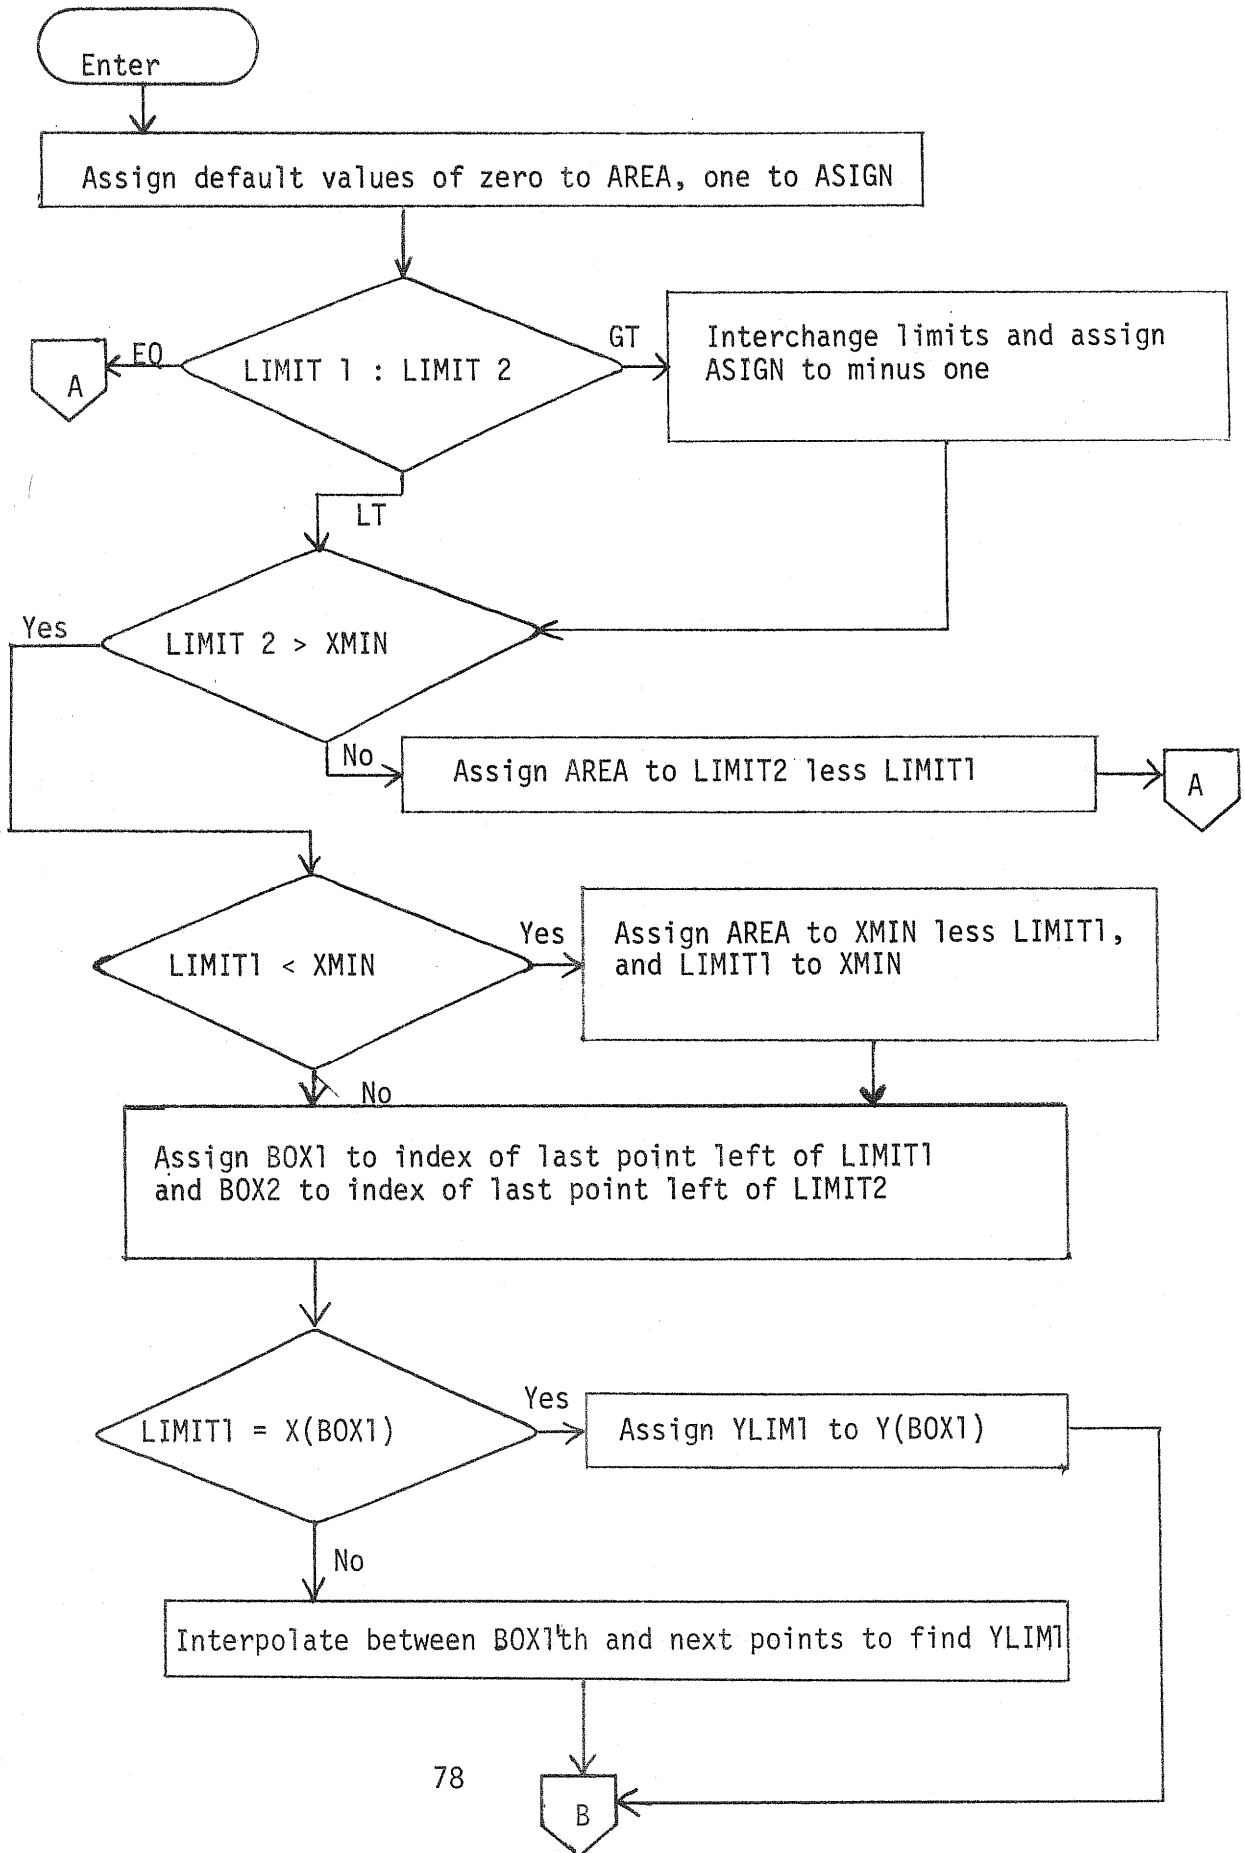 Enter
Assign default values of zero to AREA, one to ASIGN
EQ
GT
A
LIMIT 1 : LIMIT 2
Interchange limits and assign
ASIGN to minus one
LT
Yes
LIMIT 2 > XMIN
No
Assign AREA to LIMIT2 less LIMIT1
A
LIMIT1 < XMIN
Yes
Assign AREA to XMIN less LIMIT1,
and LIMIT1 to XMIN
No
Assign BOX1 to index of last point left of LIMIT1
and BOX2 to index of last point left of LIMIT2
LIMIT1 = X(BOX1)
Yes
Assign YLIM1 to Y(BOX1)
No
Interpolate between BOX1'th and next points to find YLIM1
78
B